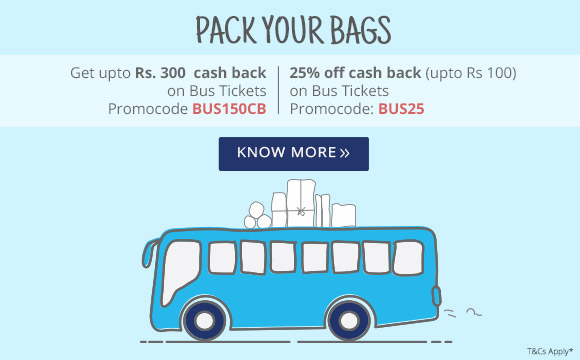 PACK YOUR BAGS
Get upto Rs. 300 cash back
on Bus Tickets
Promocode BUS150CB
25% off cash back (upto Rs 100)
on Bus Tickets
Promocode: BUS25
KNOW MORE »
T&Cs Apply*